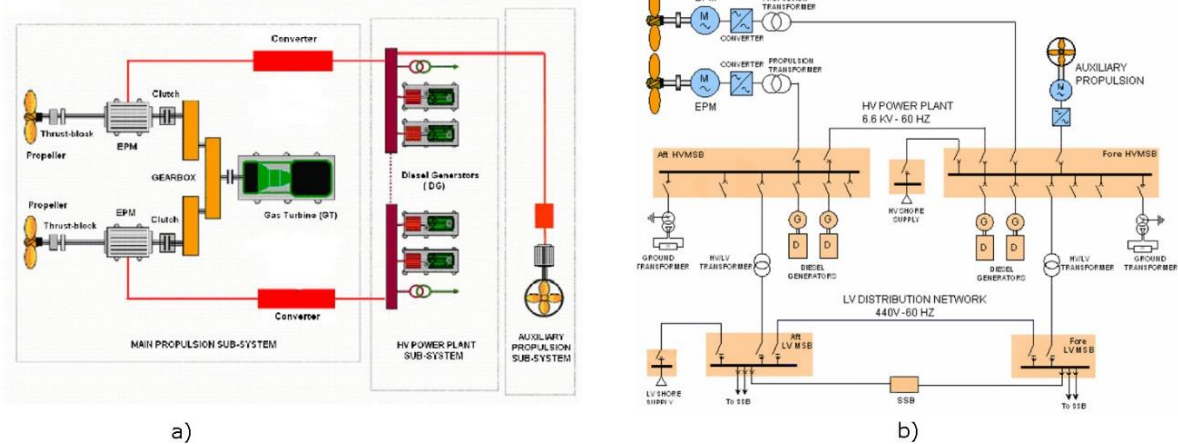 Converter
Clutch
Thrust-block
EPM
Propeller
GEARBOX
Propeller
EPM
Clutch
Thrust-block
Gas Turbine (GT)
Converter
MAIN PROPULSION SUB-SYSTEM
Diesel Generators
(DG)
HV POWER PLANT
SUB-SYSTEM
AUXILIARY
PROPULSION
SUB-SYSTEM
a)
EPM
M
CONVERTER
PROPULSION
TRANSFORMER
M
EPM
CONVERTER
PROPULSION
TRANSFORMER
AUXILIARY
PROPULSION
M
HV POWER PLANT
6.6 KV - 60 HZ
Aft HVMSB
Fore HVMSB
HV SHORE
SUPPLY
GROUND
TRANSFORMER
HV/LV
TRANSFORMER
G
G
D
D
DIESEL
GENERATORS
G
G
D
D
DIESEL
GENERATORS
HV/LV
TRANSFORMER
GROUND
TRANSFORMER
LV DISTRIBUTION NETWORK
440V -60 HZ
Aft
LV MSB
Fore
LV MSB
LV SHORE
SUPPLY
To SSB
SSB
To SSB
b)